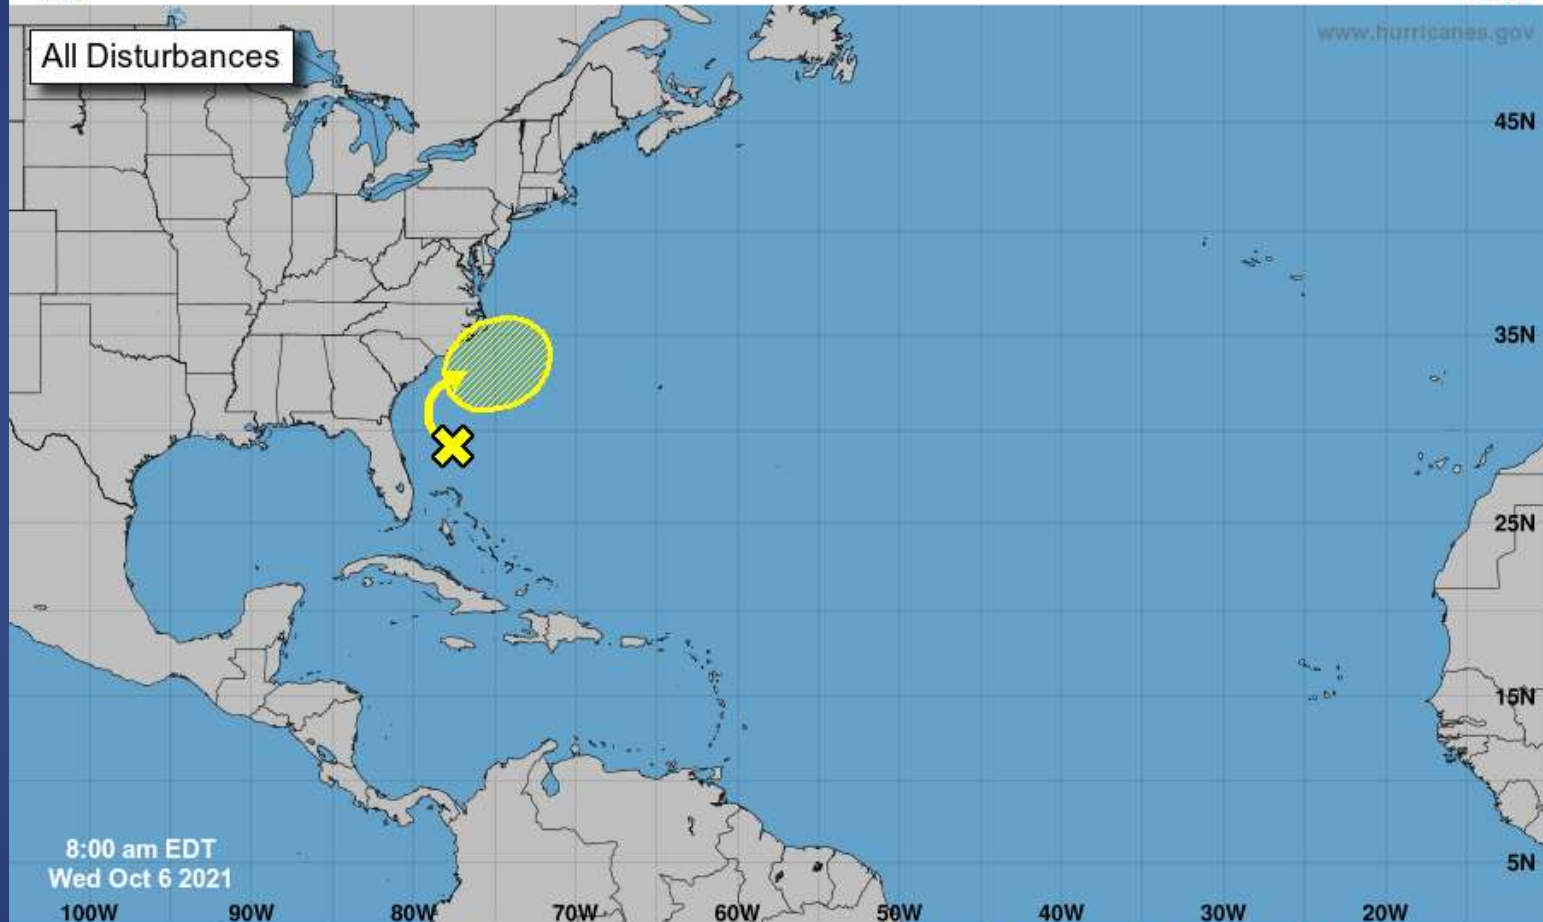 All Disturbances
www.hurricanes.gov
45N
35N
25N
15N
5N
8:00 am EDT
Wed Oct 6 2021
100W 90W 80W 70W 60W 50W 40W 30W 20W